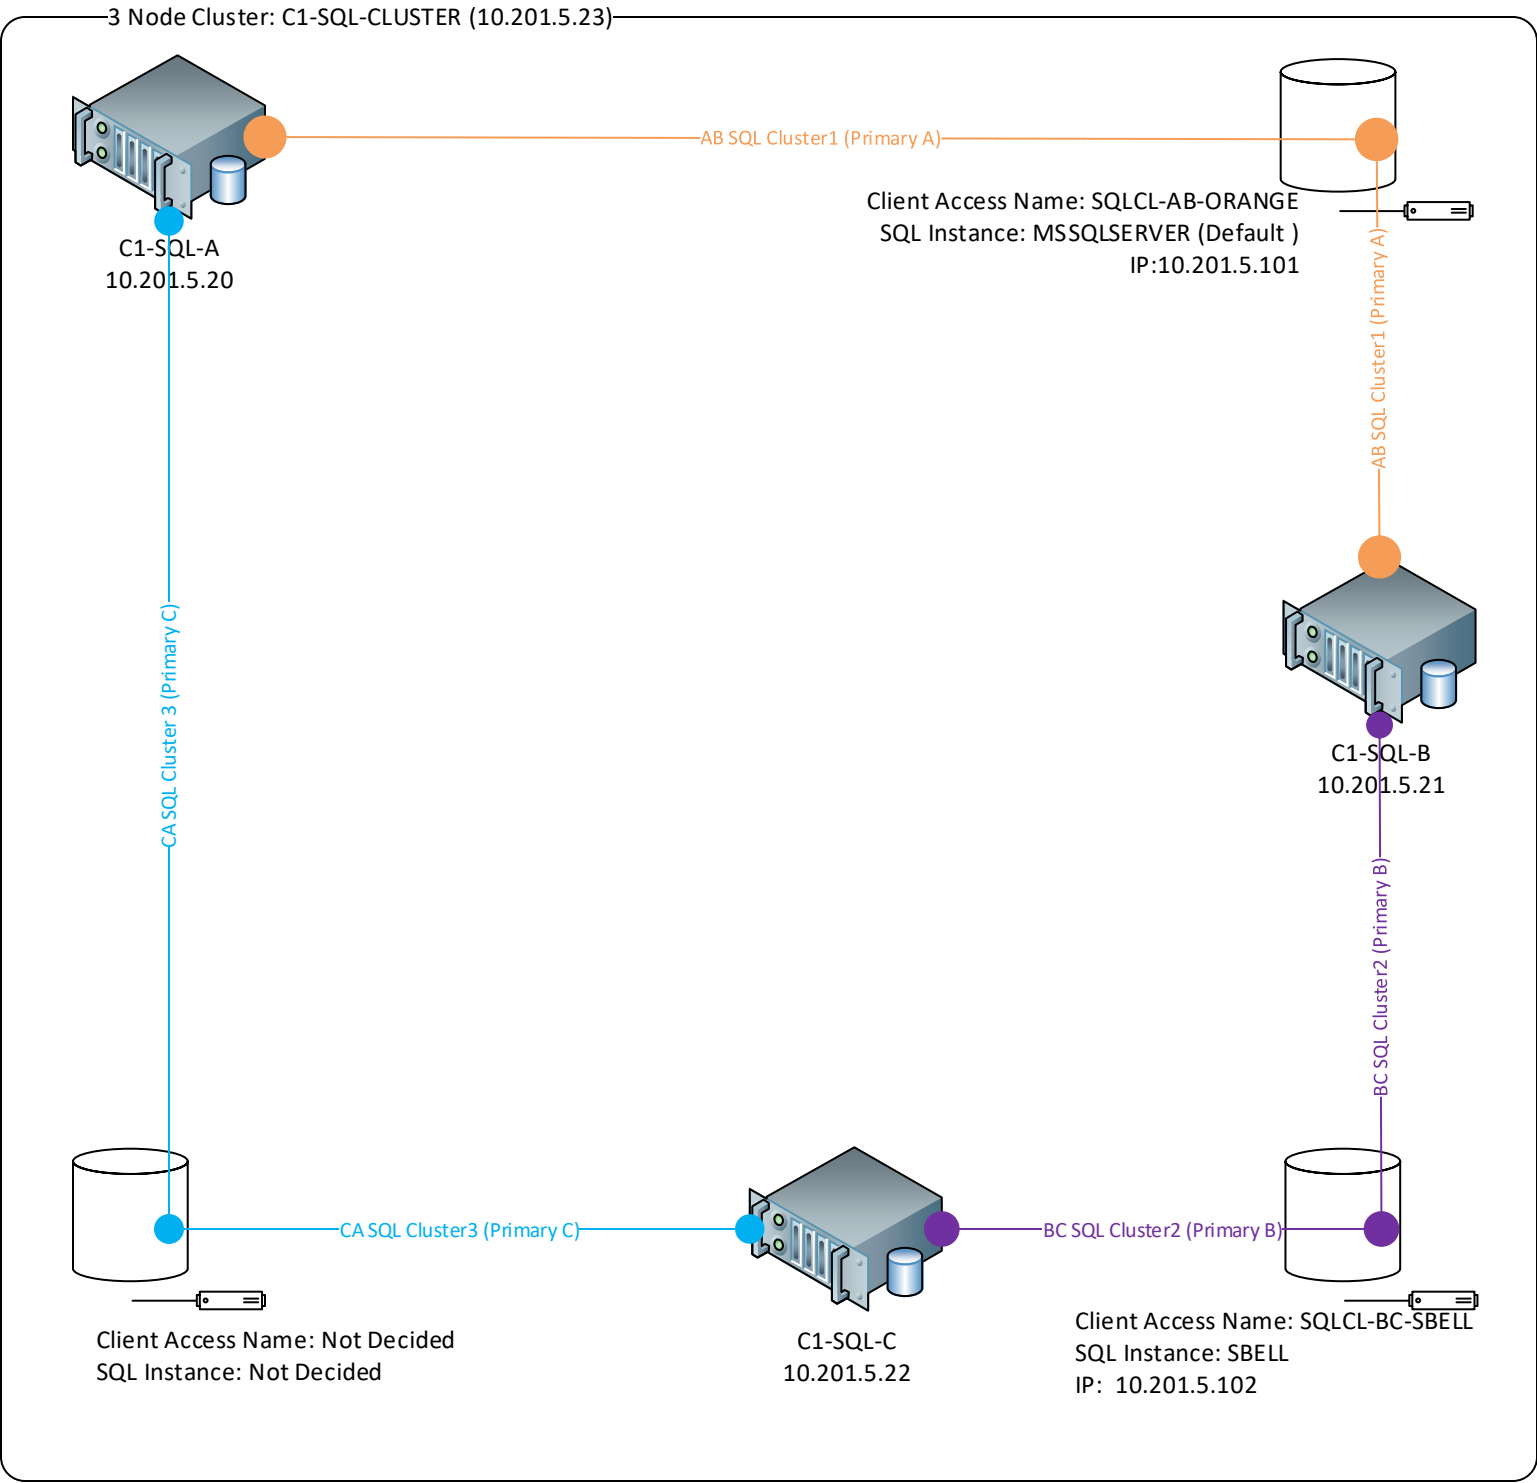 3 Node Cluster: C1-SQL-CLUSTER (10.201.5.23)
AB SQL Cluster1 (Primary A)
Client Access Name: SQLCL-AB-ORANGE
SQL Instance: MSSQLSERVER (Default )
IP:10.201.5.101
C1-SQL-A
10.201.5.20
AB SQL Cluster1 (Primary A)
CA SQL Cluster 3 (Primary C)
C1-SQL-B
10.201.5.21
BC SQL Cluster2 (Primary B)
CA SQL Cluster3 (Primary C)
BC SQL Cluster2 (Primary B)
Client Access Name: Not Decided
SQL Instance: Not Decided
C1-SQL-C
10.201.5.22
Client Access Name: SQLCL-BC-SBELL
SQL Instance: SBELL
IP:  10.201.5.102